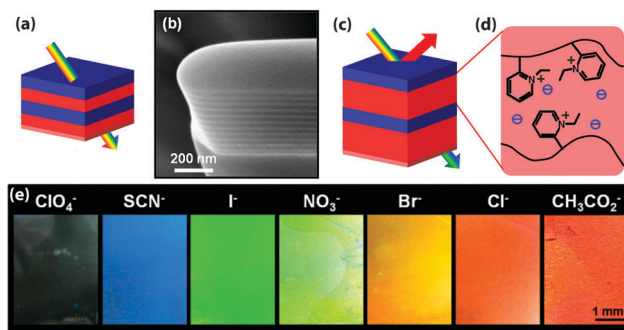 (a)
(b)
(c)
(d)
200 nm
N
+
⊖
N
+
⊖
⊖
N
+
⊖
(e)
ClO₄⁻ SCN⁻ I⁻ NO₃⁻ Br⁻ Cl⁻ CH₃CO₂⁻
1 mm